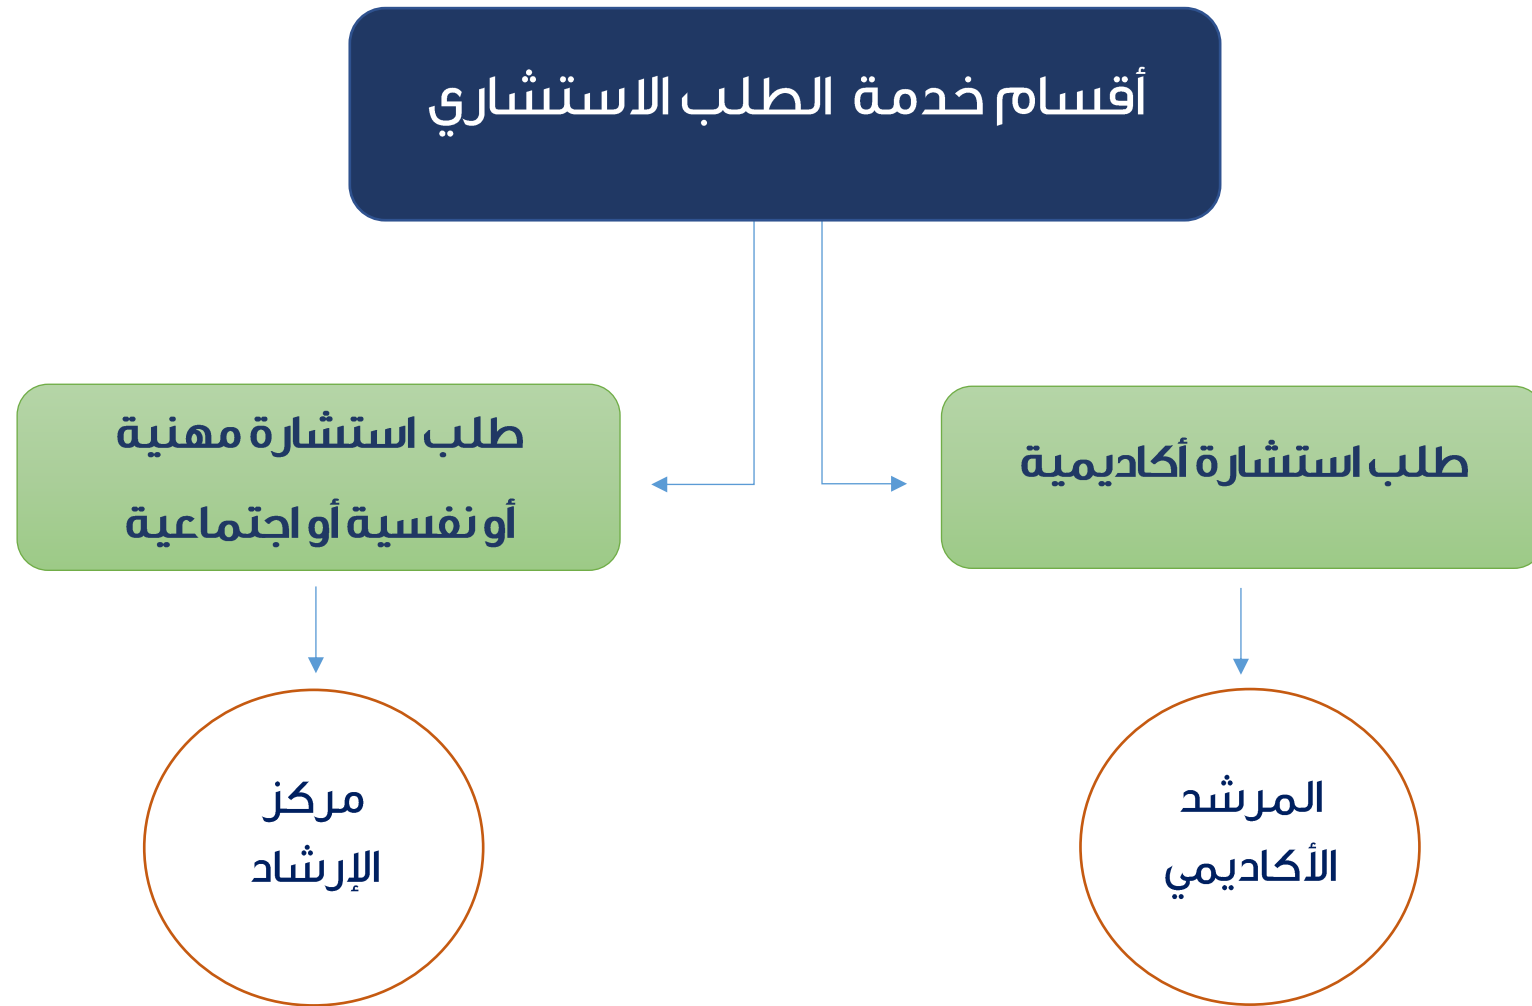 أقسام خدمة الطلب الاستشاري
طلب استشارة أكاديمية
طلب استشارة مهنية
أو نفسية أو اجتماعية
المرشد
الأكاديمي
مركز
الإرشاد